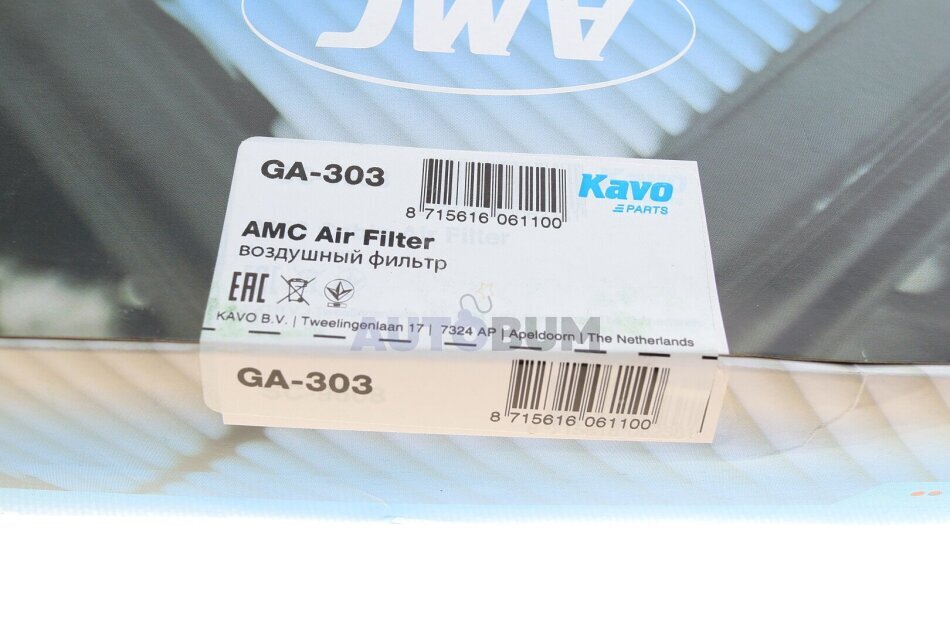 AMC
GA-303
8 715616 061100
Kavo
PARTS
AMC Air Filter
воздушный фильтр
EAC
KAVO B.V. | Tweelingenlaan 17 | 7324 AP | Apeldoorn | The Netherlands
AUTOBUM
GA-303
8 715616 061100